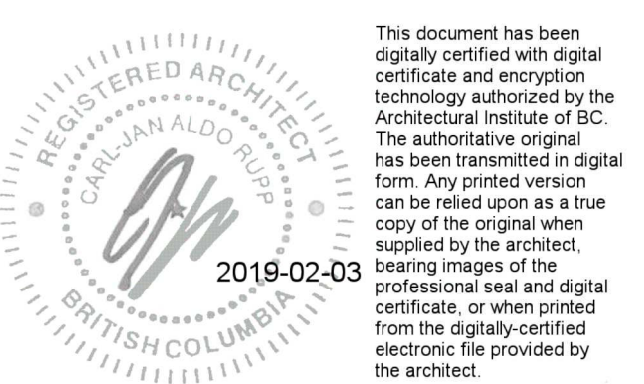 REGISTERED ARCHITECT
CARL-JAN ALDO RUPP
2019-02-03
BRITISH COLUMBIA
This document has been
digitally certified with digital
certificate and encryption
technology authorized by the
Architectural Institute of BC.
The authoritative original
has been transmitted in digital
form. Any printed version
can be relied upon as a true
copy of the original when
supplied by the architect,
bearing images of the
professional seal and digital
certificate, or when printed
from the digitally-certified
electronic file provided by
the architect.